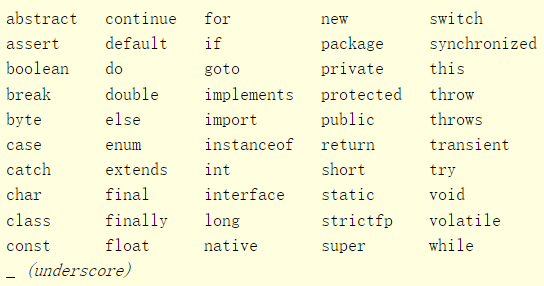 abstract continue for new switch
assert default if package synchronized
boolean do goto private this
break double implements protected throw
byte else import public throws
case enum instanceof return transient
catch extends int short try
char final interface static void
class finally long strictfp volatile
const float native super while
_ (underscore)